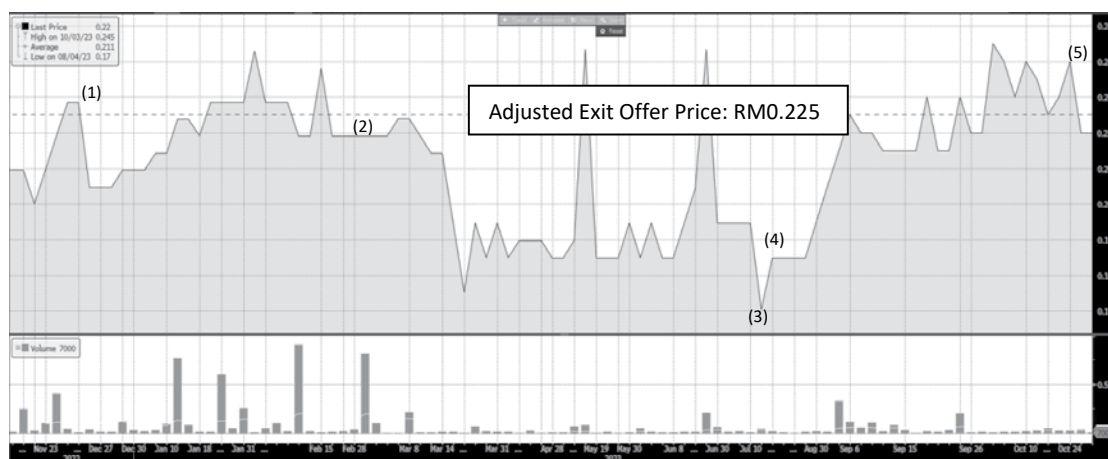 Last Price 0.22
High on 10/03/23 0.245
Average 0.211
Low on 08/04/23 0.17
(1)
(2)
(3)
(4)
(5)
Adjusted Exit Offer Price: RM0.225
Volume 7000
0.5
... Nov 23 ... Dec 27 ... Dec 30 ... Jan 10 ... Jan 18 ... Jan 31 ... Feb 15 ... Feb 28 ... Mar 8 ... Mar 14 ... Mar 31 ... Apr 28 ... May 19 ... May 30 ... Jun 8 ... Jun 30 ... Jul 10 ... Aug 30 ... Sep 6 ... Sep 15 ... Sep 26 ... Oct 10 ... Oct 24 ...
2022
2023